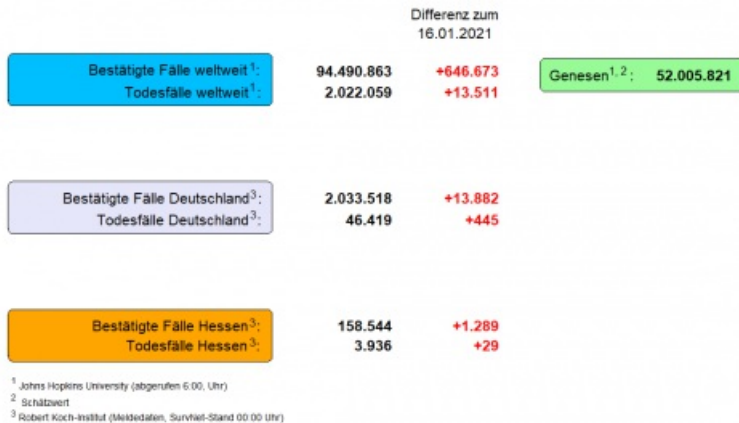 Differenz zum
16.01.2021
Bestätigte Fälle weltweit¹: 94.490.863 +646.673 Genesen¹,²: 52.005.821
Todesfälle weltweit¹: 2.022.059 +13.511
Bestätigte Fälle Deutschland³: 2.033.518 +13.882
Todesfälle Deutschland³: 46.419 +445
Bestätigte Fälle Hessen³: 158.544 +1.289
Todesfälle Hessen³: 3.936 +29
¹ Johns Hopkins University (abgerufen 6:00, Uhr)
² Schätzwert
³ Robert Koch-Institut (Meldedaten, SurvNet-Stand 00:00 Uhr)